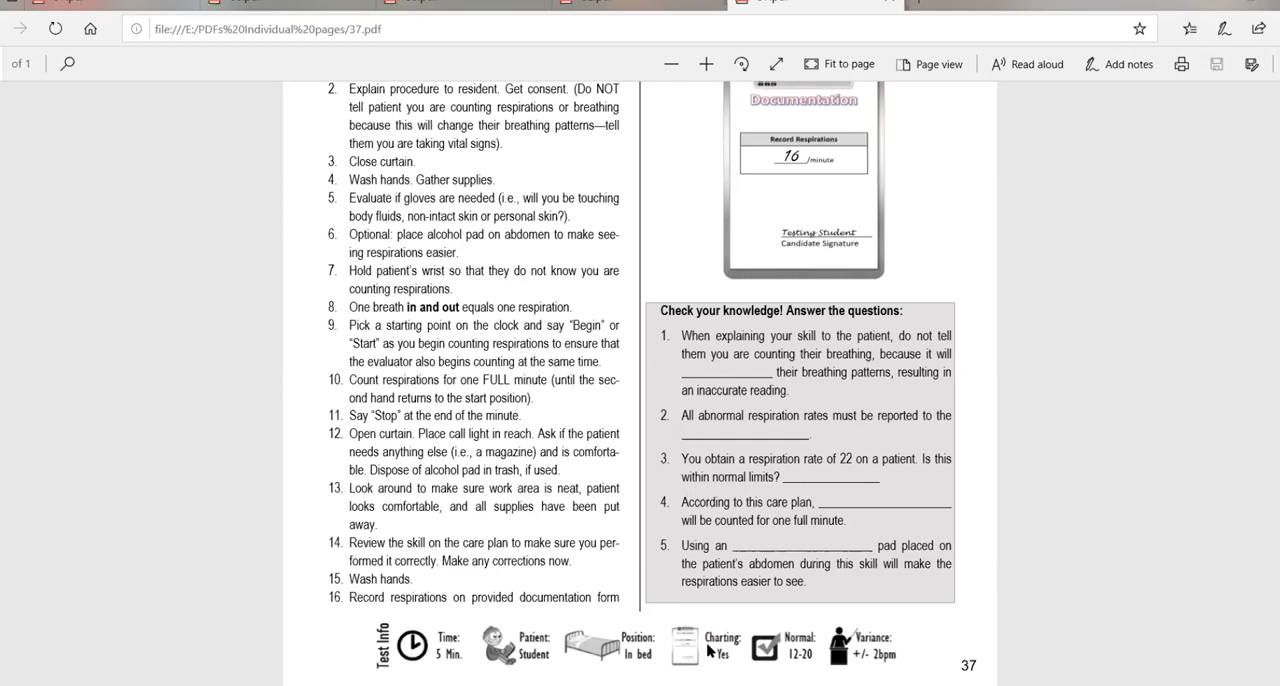 file:///E:/PDFs%20Individual%20pages/37.pdf
of 1
Fit to page
Page view
Read aloud
Add notes
2. Explain procedure to resident. Get consent. (Do NOT
tell patient you are counting respirations or breathing
because this will change their breathing patterns—tell
them you are taking vital signs).
3. Close curtain.
4. Wash hands. Gather supplies.
5. Evaluate if gloves are needed (i.e., will you be touching
body fluids, non-intact skin or personal skin?).
6. Optional: place alcohol pad on abdomen to make see-
ing respirations easier.
7. Hold patient's wrist so that they do not know you are
counting respirations.
8. One breath in and out equals one respiration.
9. Pick a starting point on the clock and say “Begin” or
“Start” as you begin counting respirations to ensure that
the evaluator also begins counting at the same time.
10. Count respirations for one FULL minute (until the sec-
ond hand returns to the start position).
11. Say “Stop” at the end of the minute.
12. Open curtain. Place call light in reach. Ask if the patient
needs anything else (i.e., a magazine) and is comforta-
ble. Dispose of alcohol pad in trash, if used.
13. Look around to make sure work area is neat, patient
looks comfortable, and all supplies have been put
away.
14. Review the skill on the care plan to make sure you per-
formed it correctly. Make any corrections now.
15. Wash hands.
16. Record respirations on provided documentation form
Documentation
Record Respirations
16 /minute
Testing Student
Candidate Signature
Check your knowledge! Answer the questions:
1. When explaining your skill to the patient, do not tell
them you are counting their breathing, because it will
______________ their breathing patterns, resulting in
an inaccurate reading.
2. All abnormal respiration rates must be reported to the
____________________.
3. You obtain a respiration rate of 22 on a patient. Is this
within normal limits? _______________
4. According to this care plan, _____________________
will be counted for one full minute.
5. Using an ______________________ pad placed on
the patient's abdomen during this skill will make the
respirations easier to see.
Test Info
Time:
5 Min.
Patient:
Student
Position:
In bed
Charting:
Yes
Normal:
12-20
Variance:
+/- 2bpm
37